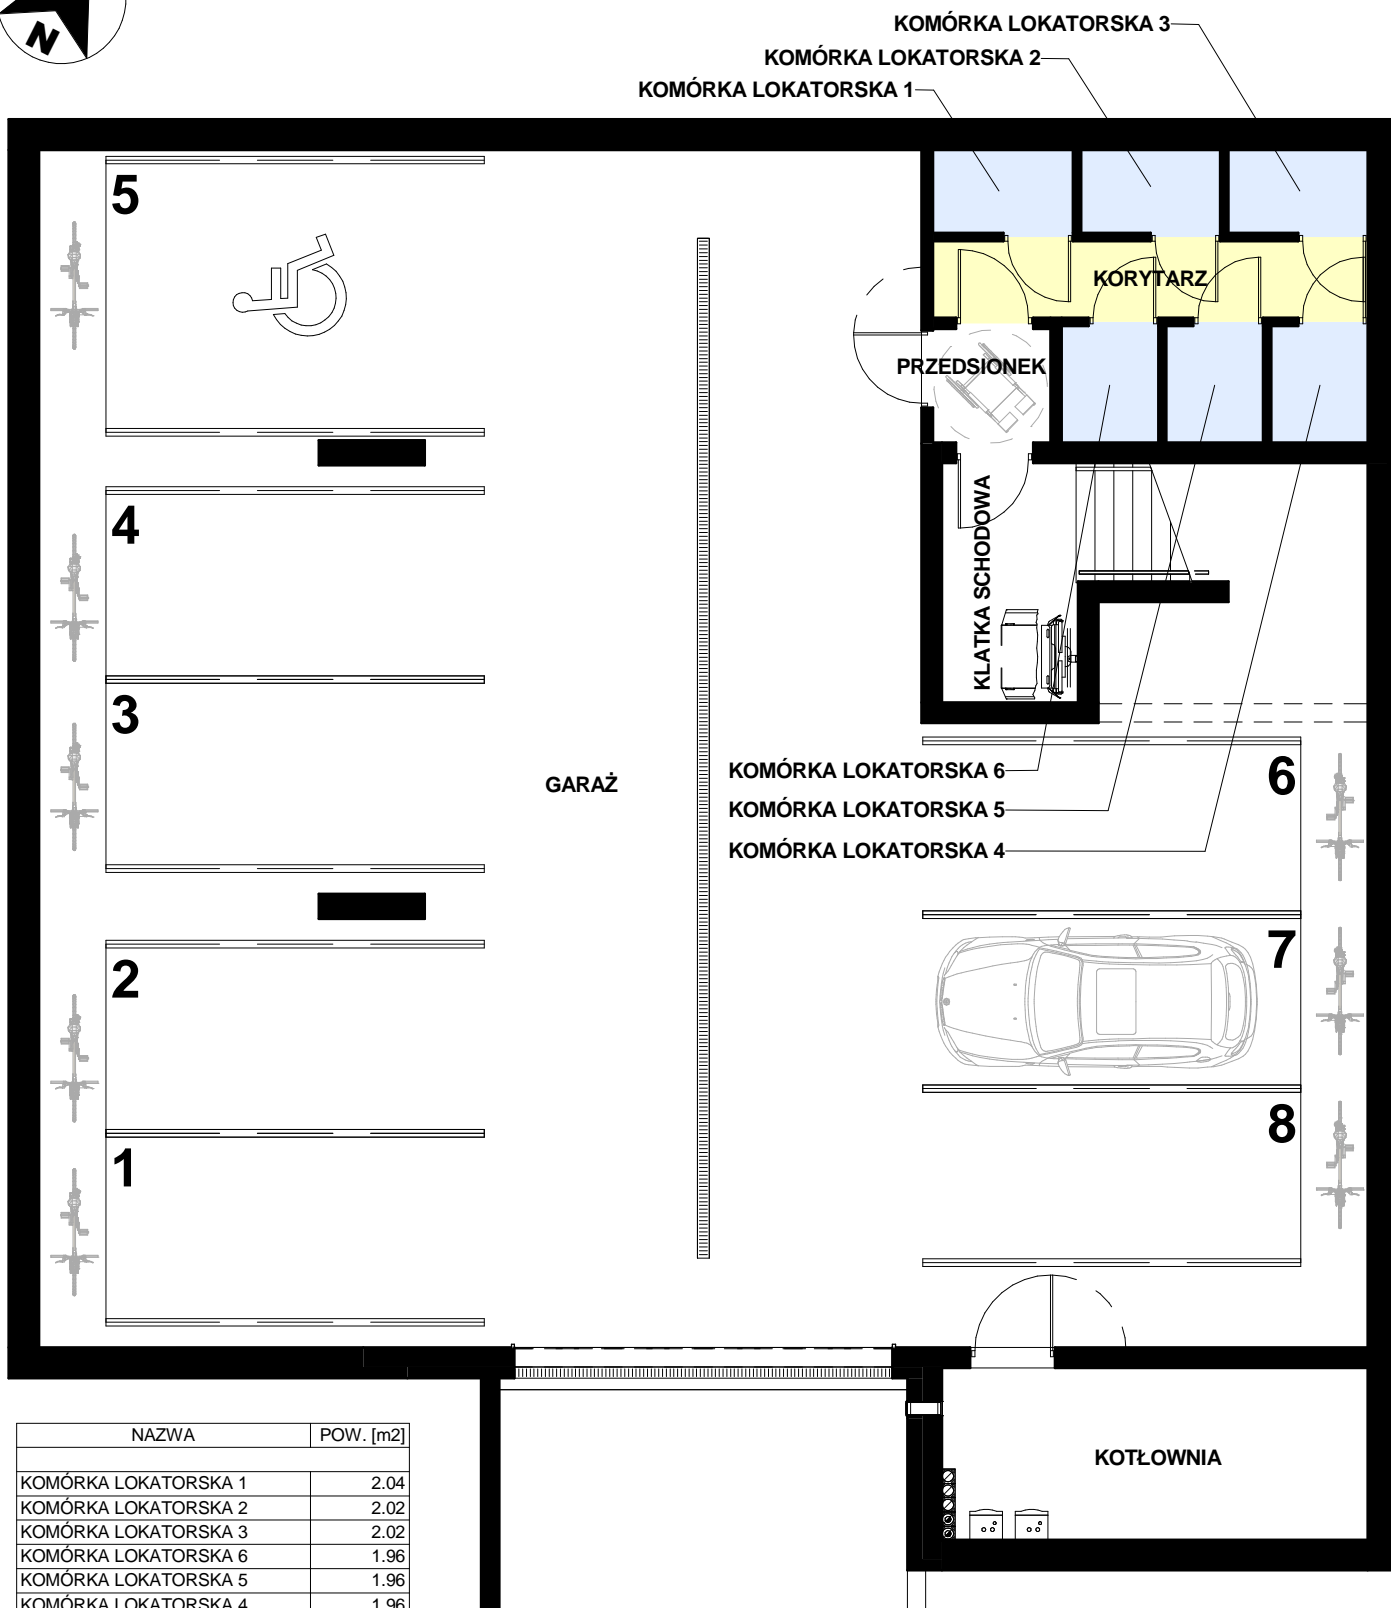 N
KOMÓRKA LOKATORSKA 3
KOMÓRKA LOKATORSKA 2
KOMÓRKA LOKATORSKA 1
5
KORYTARZ
PRZEDSIONEK
4
KLATKA SCHODOWA
3
GARAŻ
KOMÓRKA LOKATORSKA 6
6
KOMÓRKA LOKATORSKA 5
KOMÓRKA LOKATORSKA 4
2
7
1
8
KOTŁOWNIA
NAZWA POW. [m2]
KOMÓRKA LOKATORSKA 1 2.04
KOMÓRKA LOKATORSKA 2 2.02
KOMÓRKA LOKATORSKA 3 2.02
KOMÓRKA LOKATORSKA 6 1.96
KOMÓRKA LOKATORSKA 5 1.96
KOMÓRKA LOKATORSKA 4 1.96